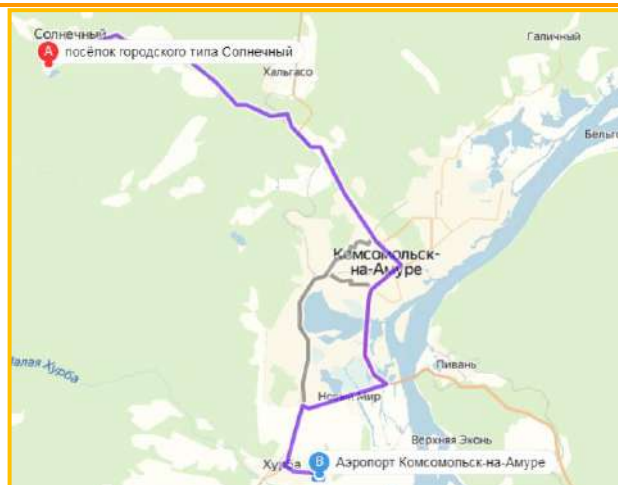 Солнечный
А посёлок городского типа Солнечный
Галичный
Хальгасо
Бельго
Комсомольск-
на-Амуре
Малая Хурба
Пивань
Новый Мир
Верхняя Эконь
Хурба
В Аэропорт Комсомольск-на-Амуре